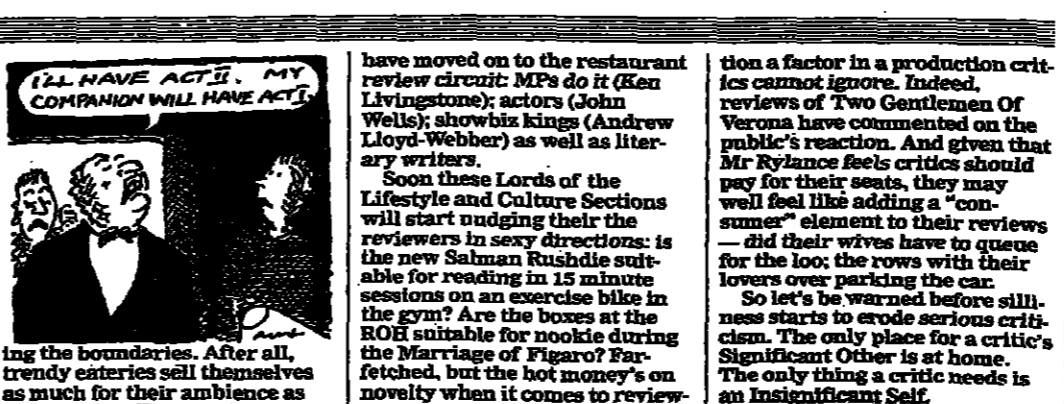 I'LL HAVE ACT II. MY
COMPANION WILL HAVE ACT I.
ing the boundaries. After all,
trendy eateries sell themselves
as much for their ambience as
have moved on to the restaurant
review circuit: MPs do it (Ken
Livingstone); actors (John
Wells); showbiz kings (Andrew
Lloyd-Webber) as well as liter-
ary writers.
Soon these Lords of the
Lifestyle and Culture Sections
will start nudging their the
reviewers in sexy directions: is
the new Salman Rushdie suit-
able for reading in 15 minute
sessions on an exercise bike in
the gym? Are the boxes at the
ROH suitable for nookie during
the Marriage of Figaro? Far-
fetched, but the hot money's on
novelty when it comes to review-
tion a factor in a production crit-
ics cannot ignore. Indeed,
reviews of Two Gentlemen Of
Verona have commented on the
public's reaction. And given that
Mr Rylance feels critics should
pay for their seats, they may
well feel like adding a "con-
sumer" element to their reviews
— did their wives have to queue
for the loo; the rows with their
lovers over parking the car.
So let's be warned before silli-
ness starts to erode serious criti-
cism. The only place for a critic's
Significant Other is at home.
The only thing a critic needs is
an Insignificant Self.